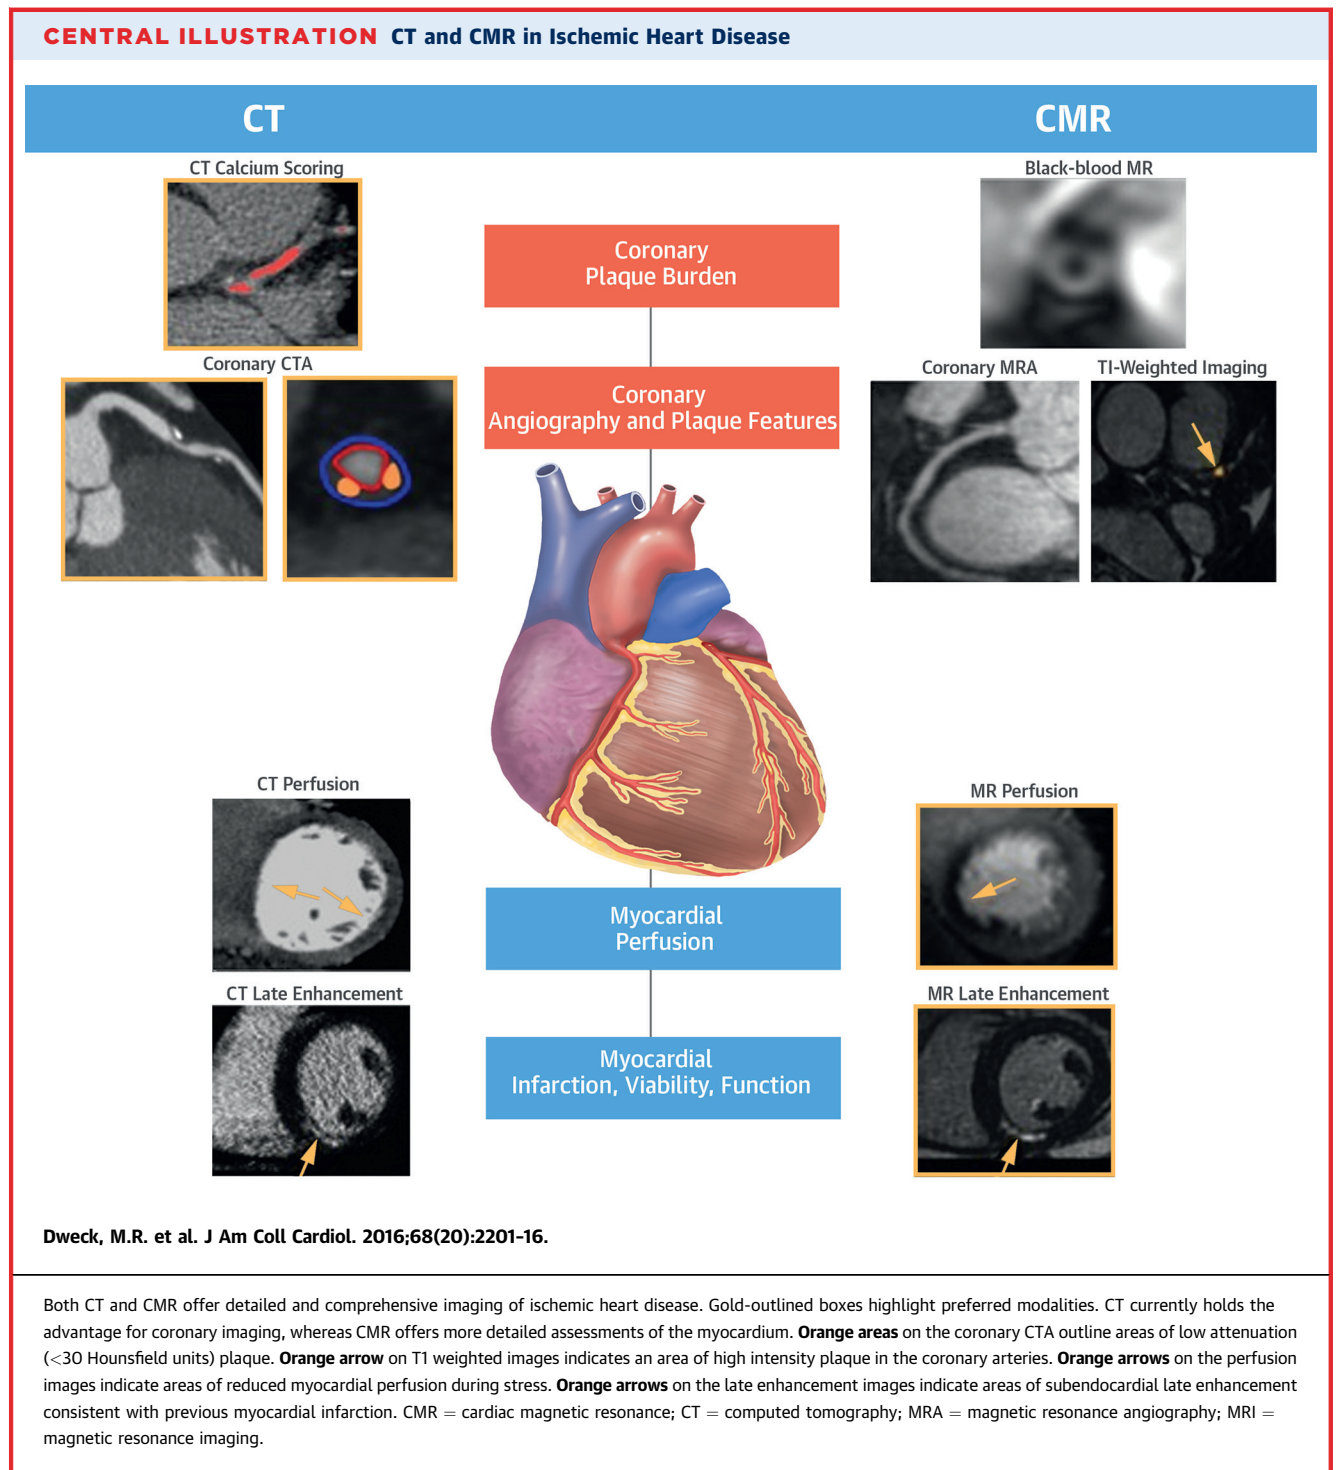 CENTRAL ILLUSTRATION CT and CMR in Ischemic Heart Disease
CT
CMR
CT Calcium Scoring
Black-blood MR
Coronary
Plaque Burden
Coronary CTA
Coronary MRA
TI-Weighted Imaging
Coronary
Angiography and Plaque Features
CT Perfusion
MR Perfusion
Myocardial
Perfusion
CT Late Enhancement
MR Late Enhancement
Myocardial
Infarction, Viability, Function
Dweck, M.R. et al. J Am Coll Cardiol. 2016;68(20):2201–16.
Both CT and CMR offer detailed and comprehensive imaging of ischemic heart disease. Gold-outlined boxes highlight preferred modalities. CT currently holds the
advantage for coronary imaging, whereas CMR offers more detailed assessments of the myocardium. Orange areas on the coronary CTA outline areas of low attenuation
(<30 Hounsfield units) plaque. Orange arrow on T1 weighted images indicates an area of high intensity plaque in the coronary arteries. Orange arrows on the perfusion
images indicate areas of reduced myocardial perfusion during stress. Orange arrows on the late enhancement images indicate areas of subendocardial late enhancement
consistent with previous myocardial infarction. CMR = cardiac magnetic resonance; CT = computed tomography; MRA = magnetic resonance angiography; MRI =
magnetic resonance imaging.